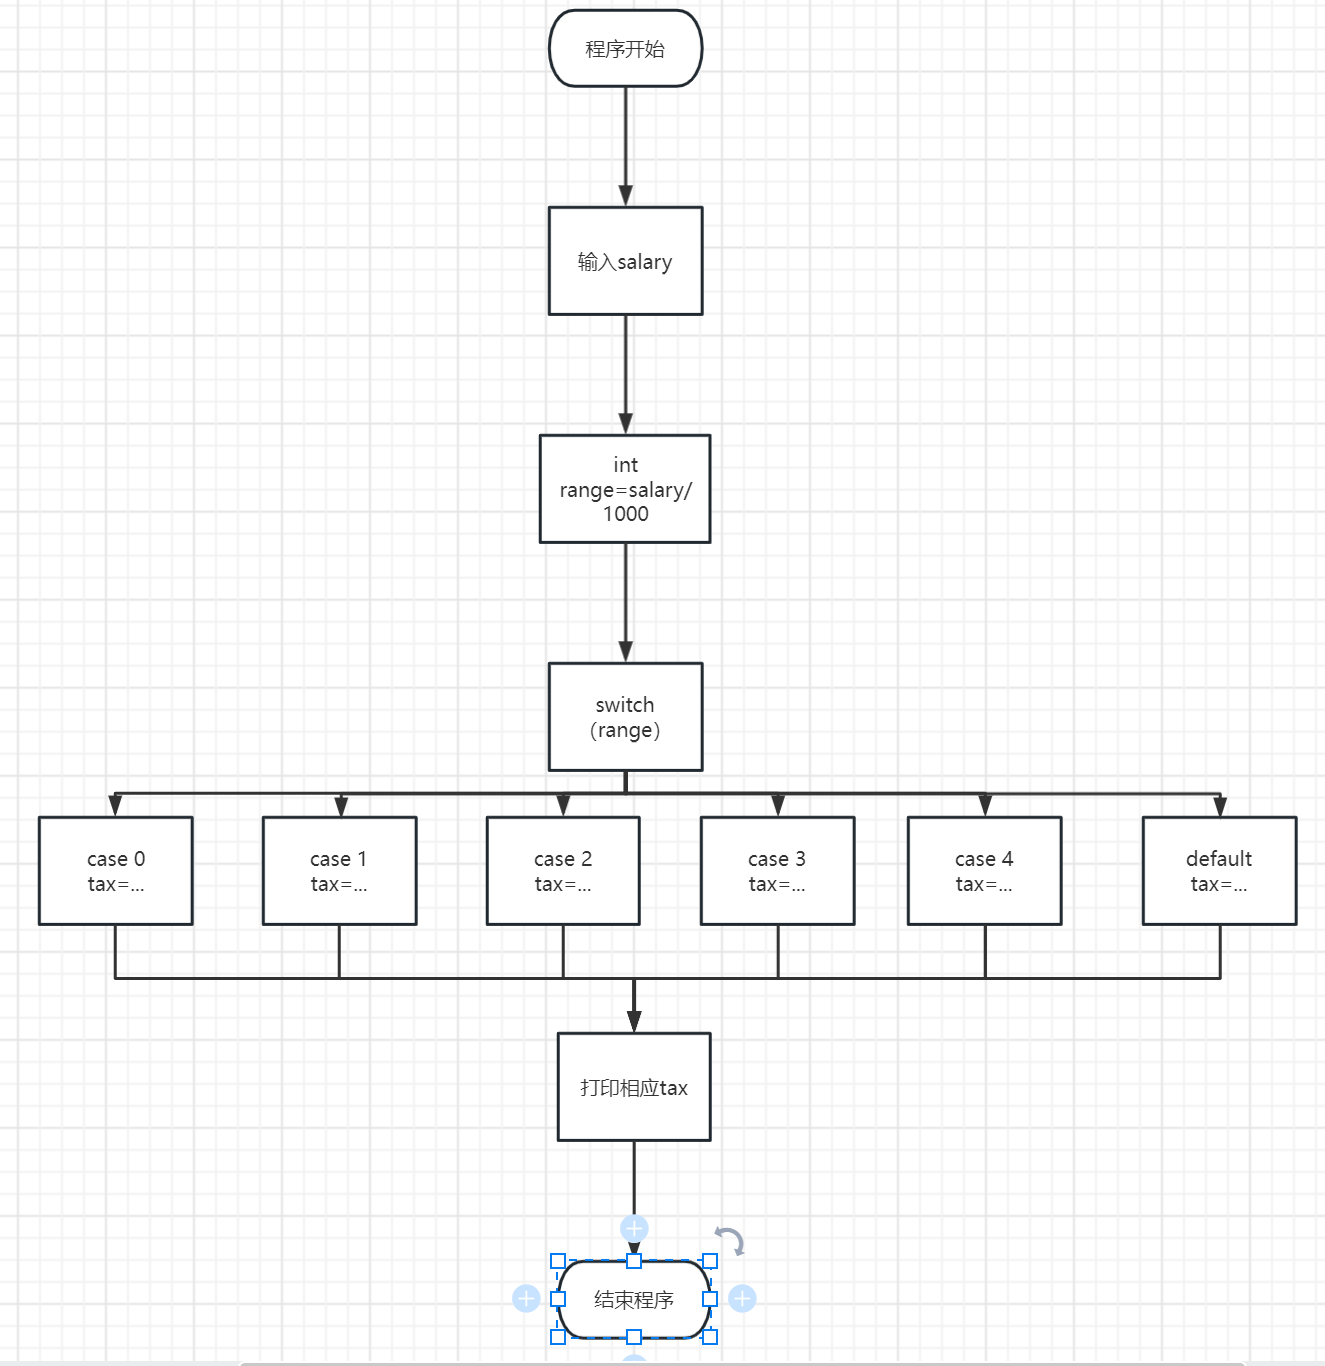 程序开始
输入salary
int
range=salary/
1000
switch
（range）
case 0
tax=...
case 1
tax=...
case 2
tax=...
case 3
tax=...
case 4
tax=...
default
tax=...
打印相应tax
结束程序